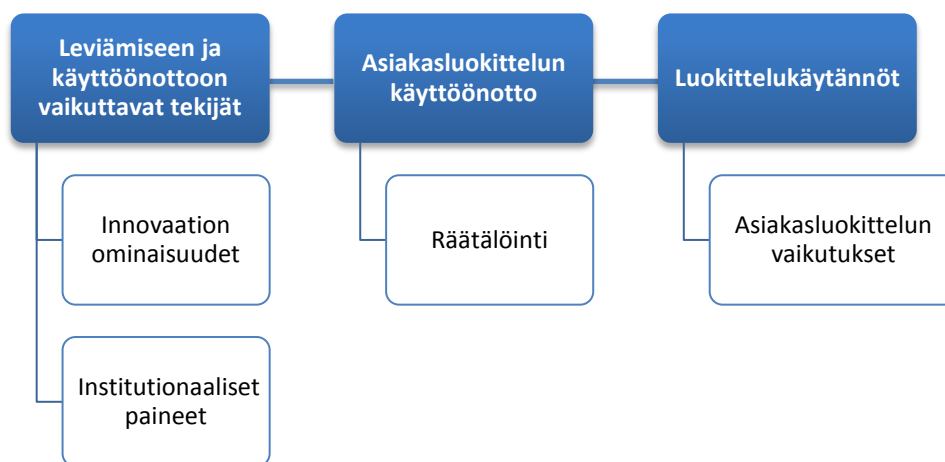 Leviämiseen ja
käyttöönottoon
vaikuttavat tekijät
Asiakasluokittelun
käyttöönotto
Luokittelukäytännöt
Innovaation
ominaisuudet
Räätälöinti
Asiakasluokittelun
vaikutukset
Institutionaaliset
paineet